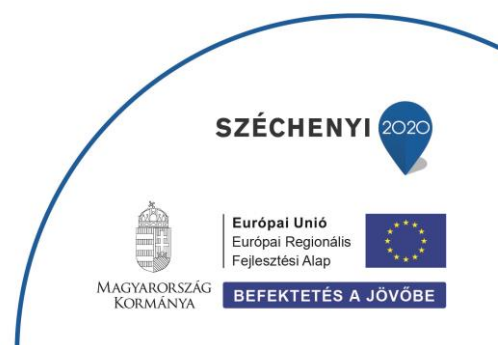 SZÉCHENYI 2020
Európai Unió
Európai Regionális
Fejlesztési Alap
MAGYARORSZÁG
KORMÁNYA
BEFEKTETÉS A JÖVŐBE